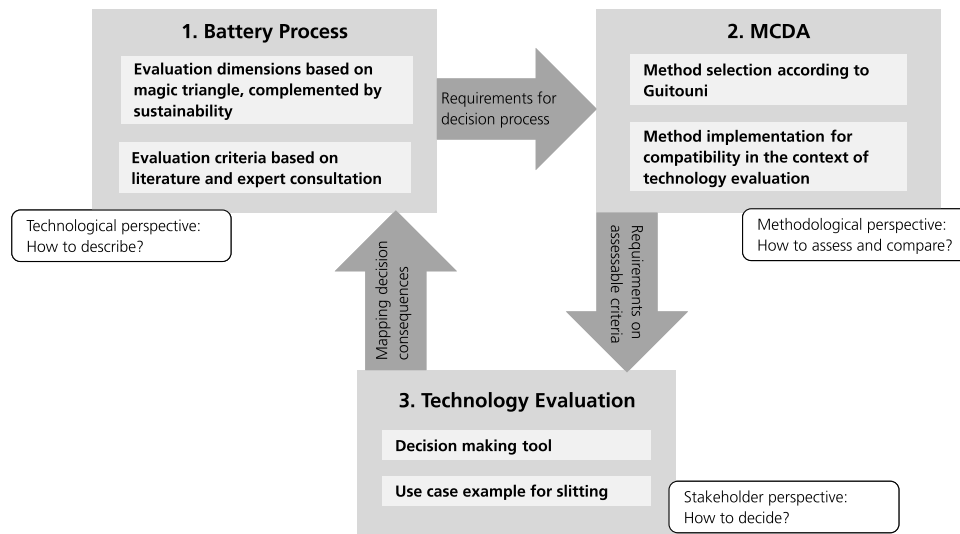 1. Battery Process
Evaluation dimensions based on
magic triangle, complemented by
sustainability
Evaluation criteria based on
literature and expert consultation
Technological perspective:
How to describe?
Requirements for
decision process
2. MCDA
Method selection according to
Guitouni
Method implementation for
compatibility in the context of
technology evaluation
Methodological perspective:
How to assess and compare?
Requirements on
assessable criteria
3. Technology Evaluation
Decision making tool
Use case example for slitting
Stakeholder perspective:
How to decide?
Mapping decision
consequences